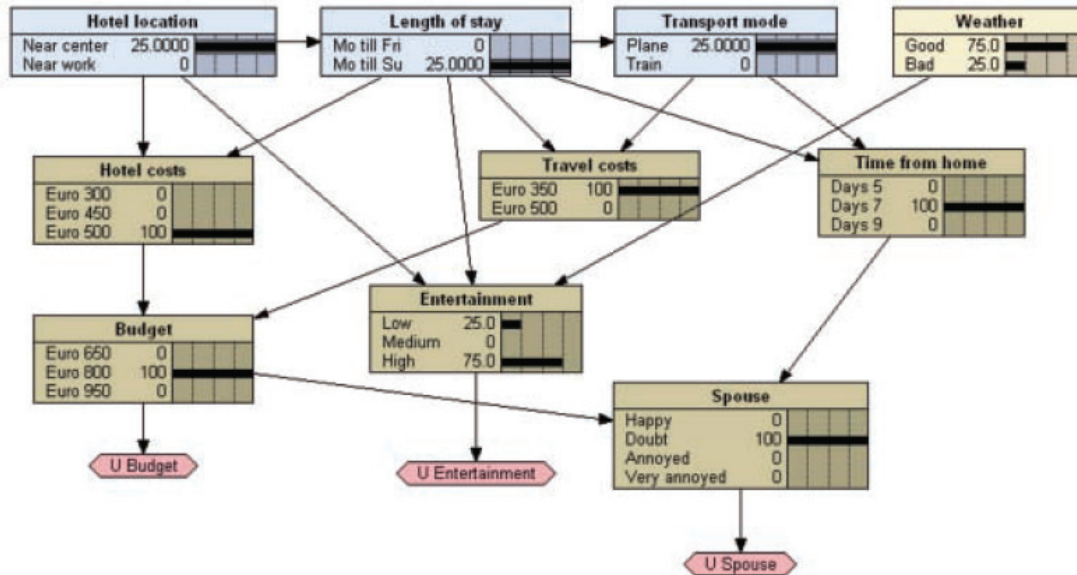 Hotel location
Near center 25.0000
Near work 0
Length of stay
Mo till Fri 0
Mo till Su 25.0000
Transport mode
Plane 25.0000
Train 0
Weather
Good 75.0
Bad 25.0
Hotel costs
Euro 300 0
Euro 450 0
Euro 500 100
Travel costs
Euro 350 100
Euro 500 0
Time from home
Days 5 0
Days 7 100
Days 9 0
Budget
Euro 650 0
Euro 800 100
Euro 950 0
Entertainment
Low 25.0
Medium 0
High 75.0
Spouse
Happy 0
Doubt 100
Annoyed 0
Very annoyed 0
U Budget
U Entertainment
U Spouse